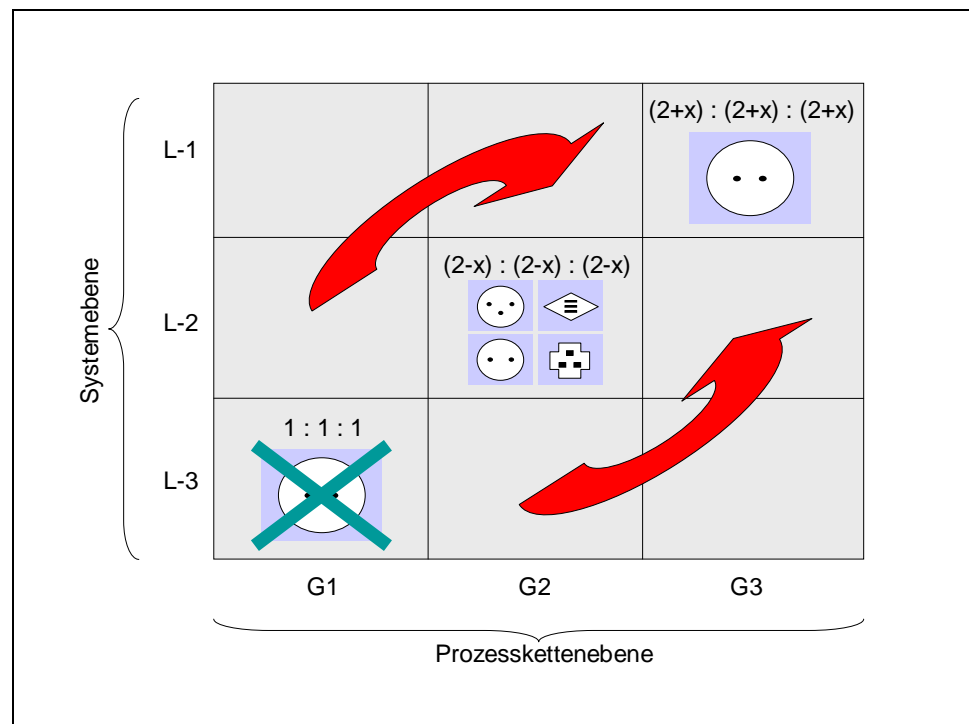 (2+x) : (2+x) : (2+x)
L-1
(2-x) : (2-x) : (2-x)
Systemebene
L-2
1 : 1 : 1
L-3
G1 G2 G3
Prozesskettenebene